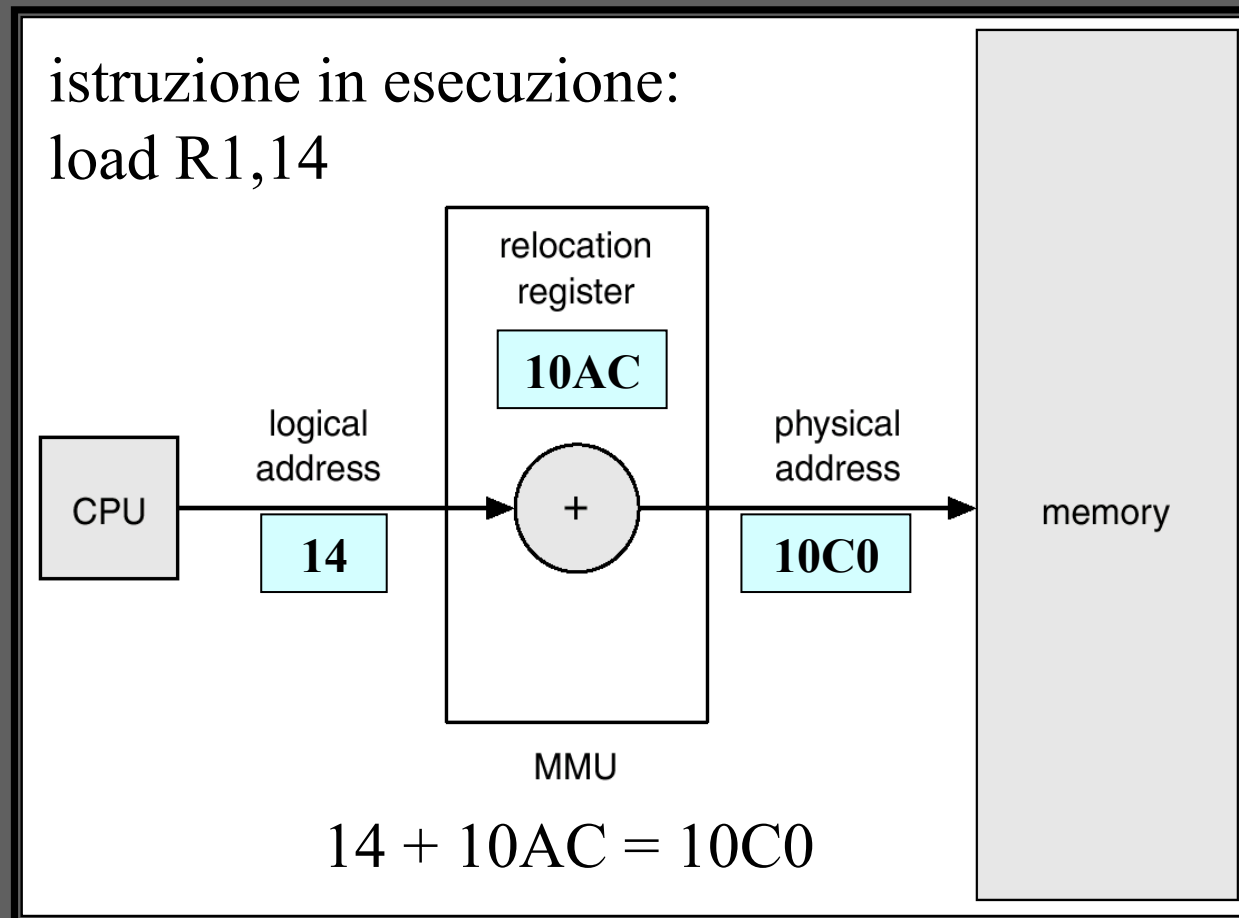 istruzione in esecuzione:
load R1,14
relocation
register
10AC
logical
address
physical
address
CPU
+
memory
14
10C0
MMU
14 + 10AC = 10C0